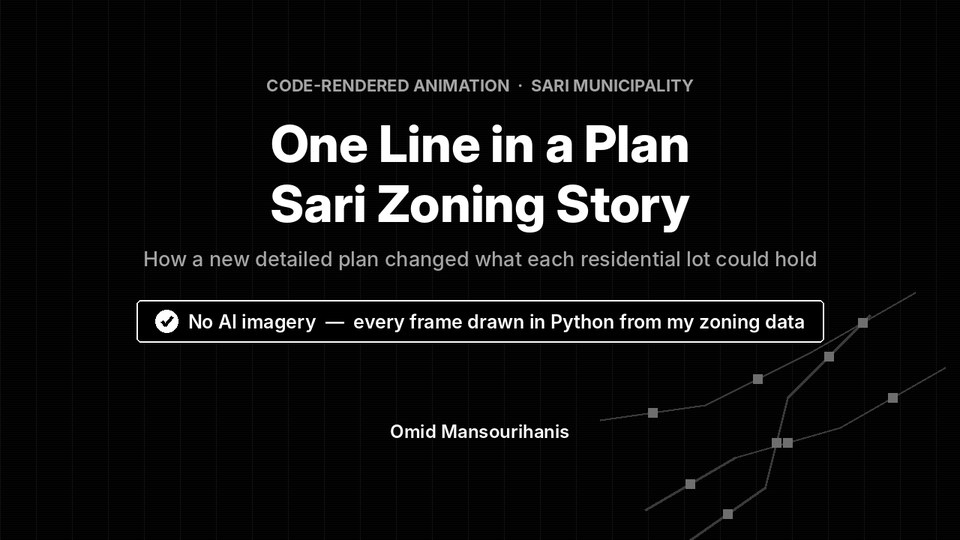 CODE-RENDERED ANIMATION · SARI MUNICIPALITY
One Line in a Plan
Sari Zoning Story
How a new detailed plan changed what each residential lot could hold
No AI imagery — every frame drawn in Python from my zoning data
Omid Mansourihanis